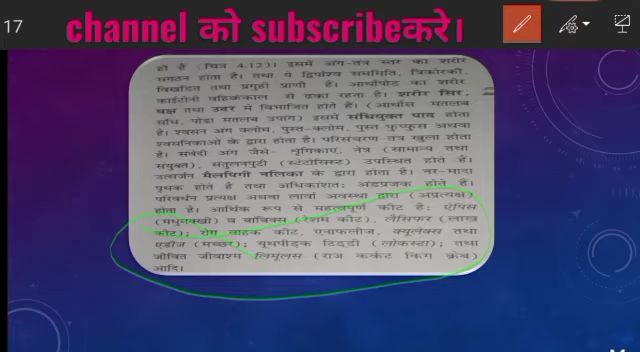 17
channel को subscribeकरे।
हो है (चित्र 4.12)। इसमें अंग-तंत्र स्तर का शरीर
संगठन होता है। तथा ये द्विपार्श्व सममिति, त्रिकोरकी,
विखंडित तथा प्रगुही प्राणी हैं। आर्थ्रोपोड का शरीर
काईटीनी वहिकंकाल से ढका रहता है। शरीर सिर,
वक्ष तथा उदर में विभाजित होते हैं। (आर्थोस मतलब
संधि, पोडा मतलब उपांग) इसमें संधियुक्त पाद होता
है। श्वसन अंग क्लोम, पुस्त-क्लोम, पुस्त फुप्फुस अथवा
श्वसनिकाओं के द्वारा होता है। परिसंचरण-तंत्र खुला होता
है। संवेदी अंग जैसे- शृंगिकाएं, नेत्र (सामान्य तथा
संयुक्त), संतुलनपुटी (स्टेटोसिस्ट) उपस्थित होते हैं।
उत्सर्जन मैलपिगी नलिका के द्वारा होता है। नर-मादा
पृथक होते हैं तथा अधिकांशतः अंडप्रजक होते हैं।
परिवर्धन प्रत्यक्ष अथवा लार्वा अवस्था द्वारा (अप्रत्यक्ष)
होता है। आर्थिक रूप से महत्वपूर्ण कीट हैः ऐपिस
(मधुमक्खी) व बांबिक्स (रेशम कीट), लैसिफर (लाख
कीट); रोग वाहक कीट, एनाफलीज, क्यूलेक्स तथा
एडीज (मच्छर); यूथपीड़क टिड्डी (लोकस्टा); तथा
जीवित जीवाश्म लिमूलस (राज कर्कट किंग क्रेब)
आदि।